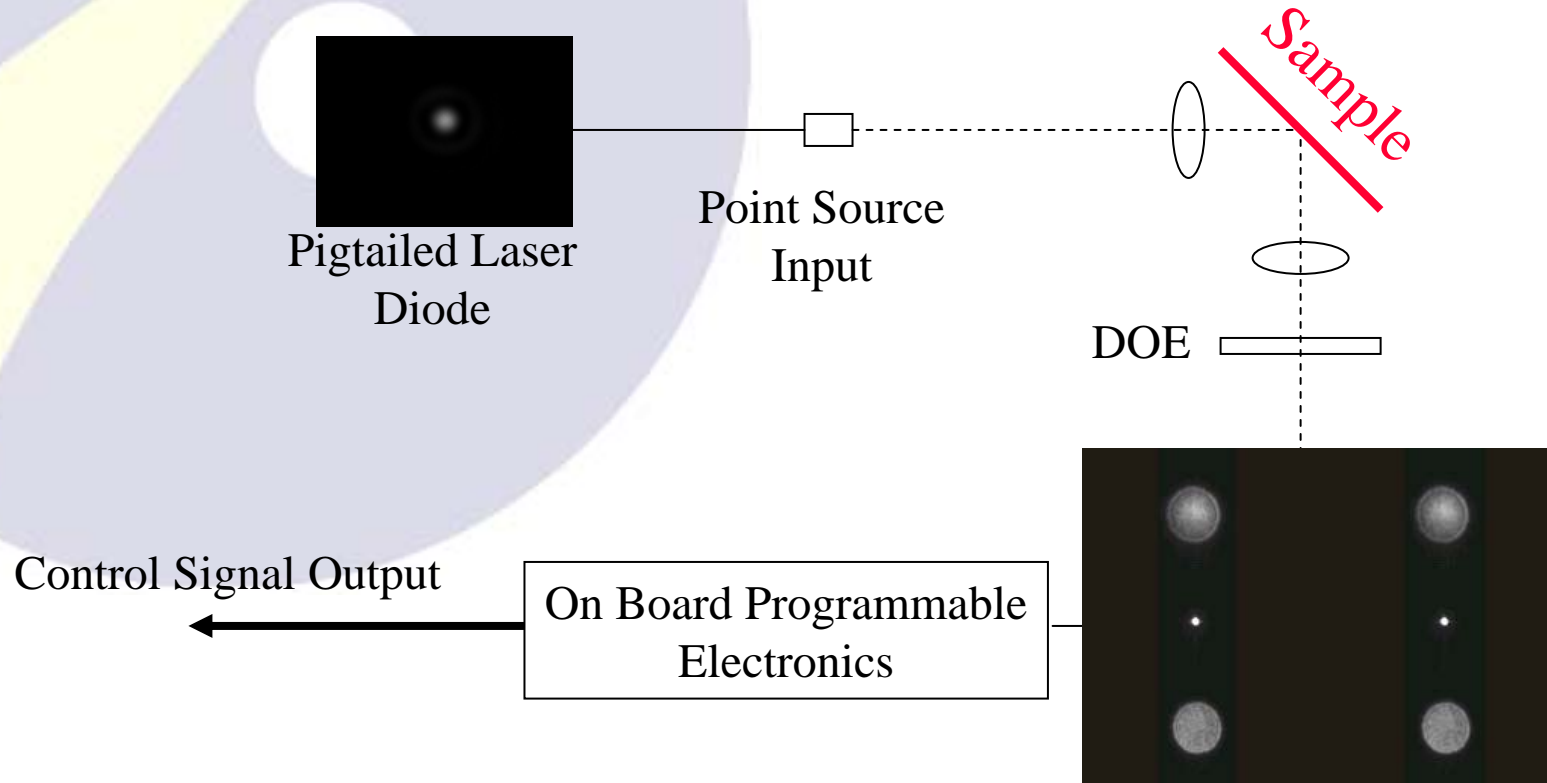 Sample
Pigtailed Laser
Diode
Point Source
Input
DOE
Control Signal Output
On Board Programmable
Electronics